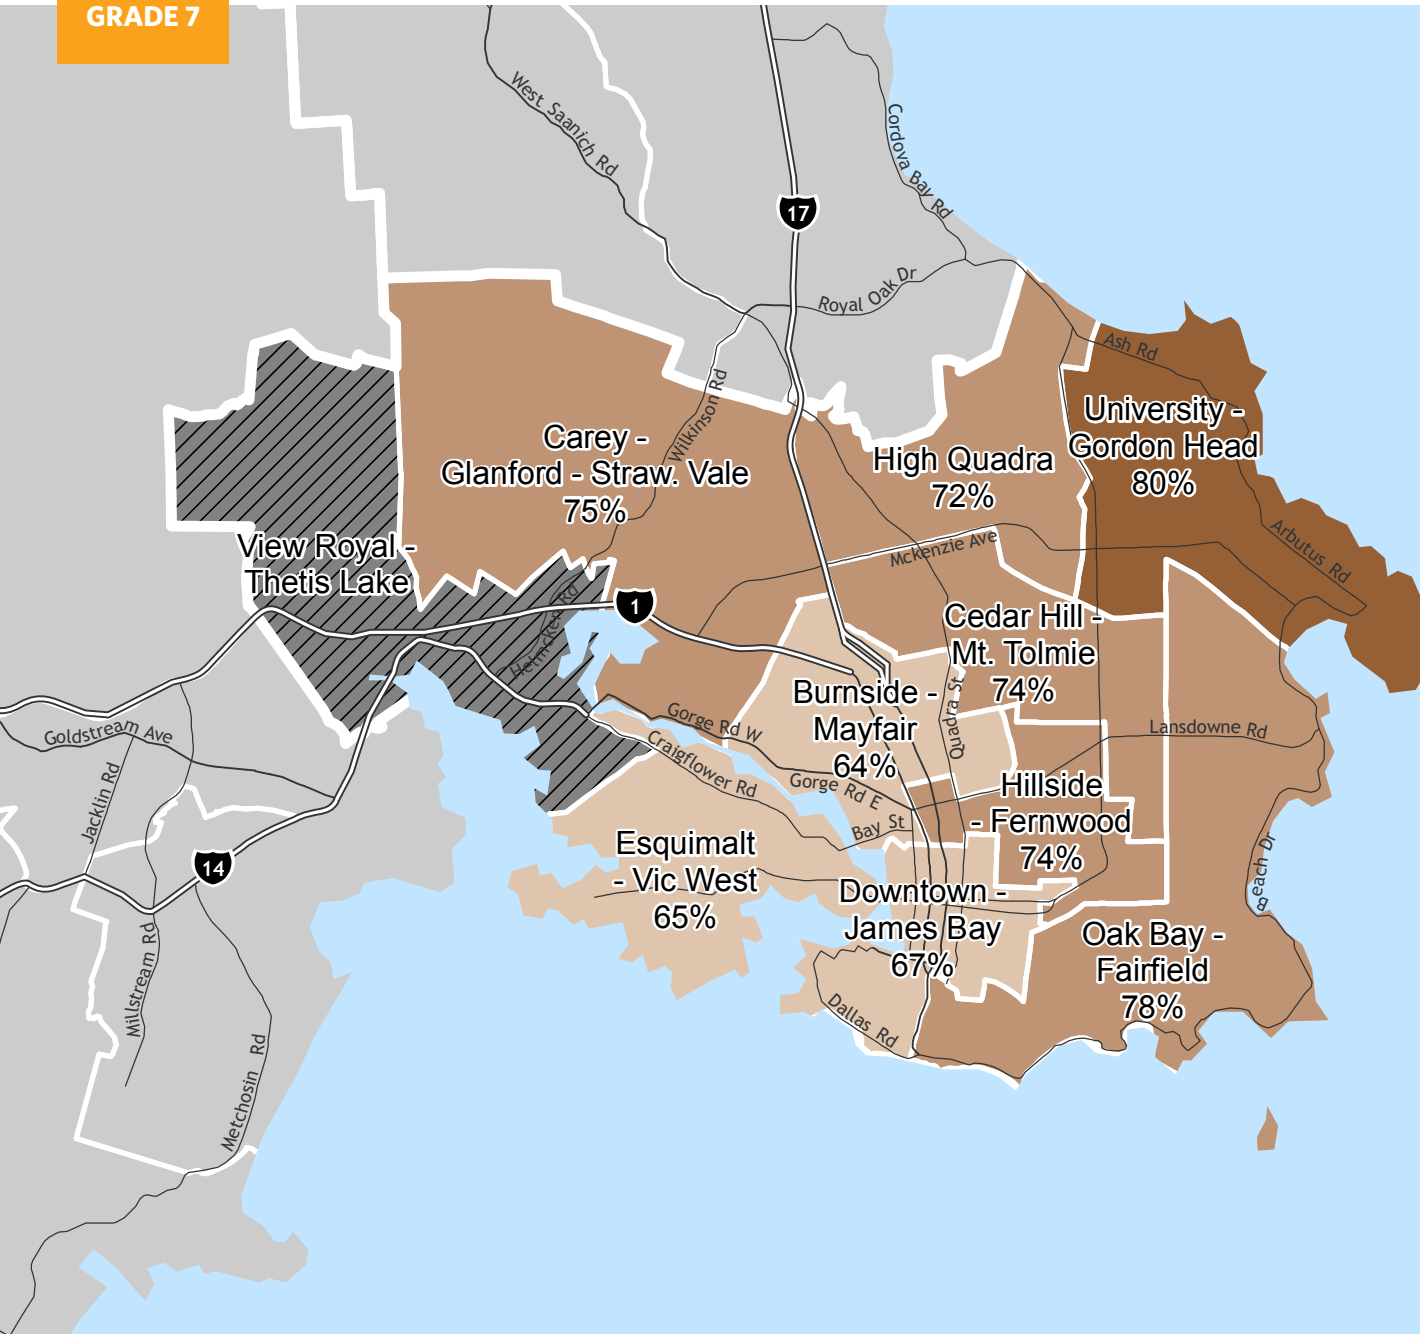 GRADE 7
West Saanich Rd
Cordova Bay Rd
17
Royal Oak Dr
Ash Rd
Wilkinson Rd
University -
Gordon Head
80%
Carey -
Glanford - Straw. Vale
75%
High Quadra
72%
Mckenzie Ave
Arbutus Rd
View Royal -
Thetis Lake
Helmcken Rd
1
Cedar Hill -
Mt. Tolmie
74%
Burnside -
Mayfair
64%
Quadra St
Lansdowne Rd
Gorge Rd W
Goldstream Ave
Craigflower Rd
Gorge Rd E
Jacklin Rd
Hillside
- Fernwood
74%
Bay St
14
Esquimalt
- Vic West
65%
Beach Dr
Downtown -
James Bay
67%
Oak Bay -
Fairfield
78%
Millstream Rd
Dallas Rd
Metchosin Rd